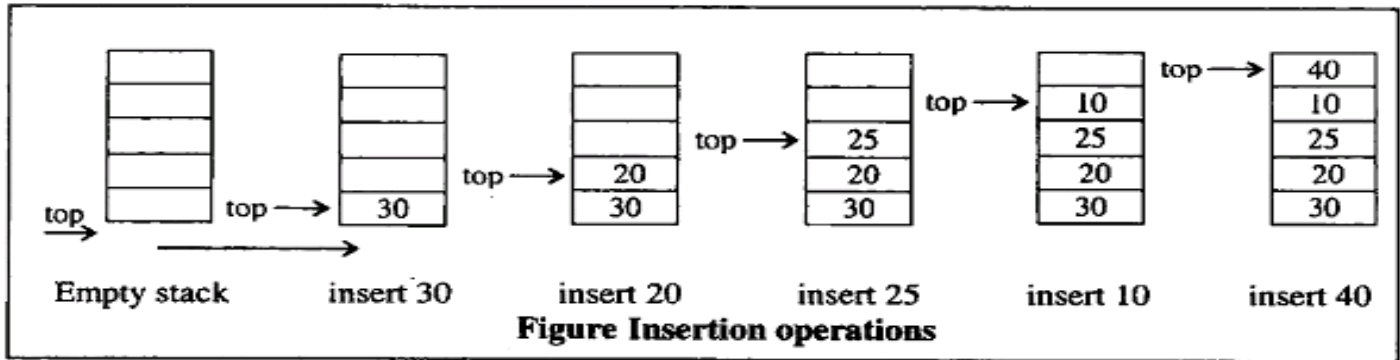 top → 40
top → 10 10
top → 25 25 25
top → 20 20 20 20
top top → 30 30 30 30 30
Empty stack insert 30 insert 20 insert 25 insert 10 insert 40
Figure Insertion operations